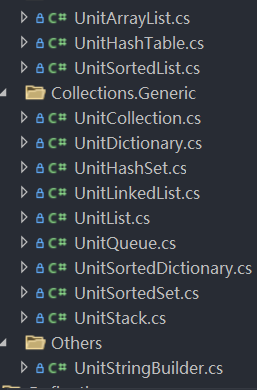 C# UnitArrayList.cs
C# UnitHashTable.cs
C# UnitSortedList.cs
Collections.Generic
C# UnitCollection.cs
C# UnitDictionary.cs
C# UnitHashSet.cs
C# UnitLinkedList.cs
C# UnitList.cs
C# UnitQueue.cs
C# UnitSortedDictionary.cs
C# UnitSortedSet.cs
C# UnitStack.cs
Others
C# UnitStringBuilder.cs